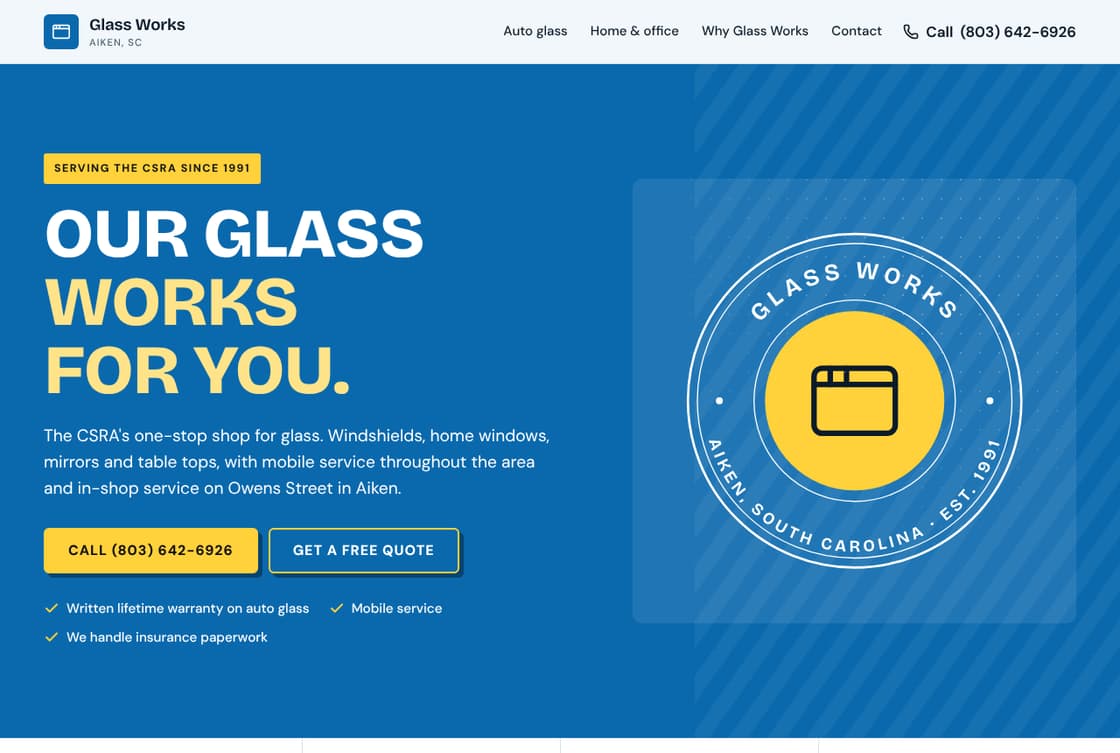 Glass Works
AIKEN, SC
Auto glass
Home & office
Why Glass Works
Contact
Call (803) 642-6926
SERVING THE CSRA SINCE 1991
OUR GLASS
WORKS
FOR YOU.
The CSRA's one-stop shop for glass. Windshields, home windows,
mirrors and table tops, with mobile service throughout the area
and in-shop service on Owens Street in Aiken.
CALL (803) 642-6926
GET A FREE QUOTE
Written lifetime warranty on auto glass
Mobile service
We handle insurance paperwork
GLASS WORKS
AIKEN, SOUTH CAROLINA · EST. 1991